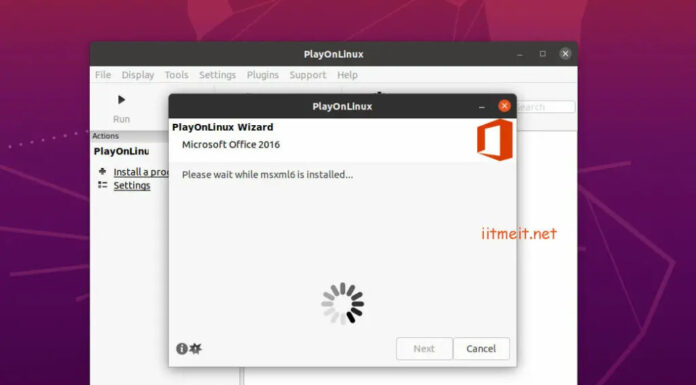 PlayOnLinux
File Display Tools Settings Plugins Support Help
PlayOnLinux
Run
Search
PlayOnLinux Wizard
Microsoft Office 2016
Actions
PlayOnLinu
Install a pro
Settings
Please wait while msxml6 is installed...
iitmeit.net
Next Cancel